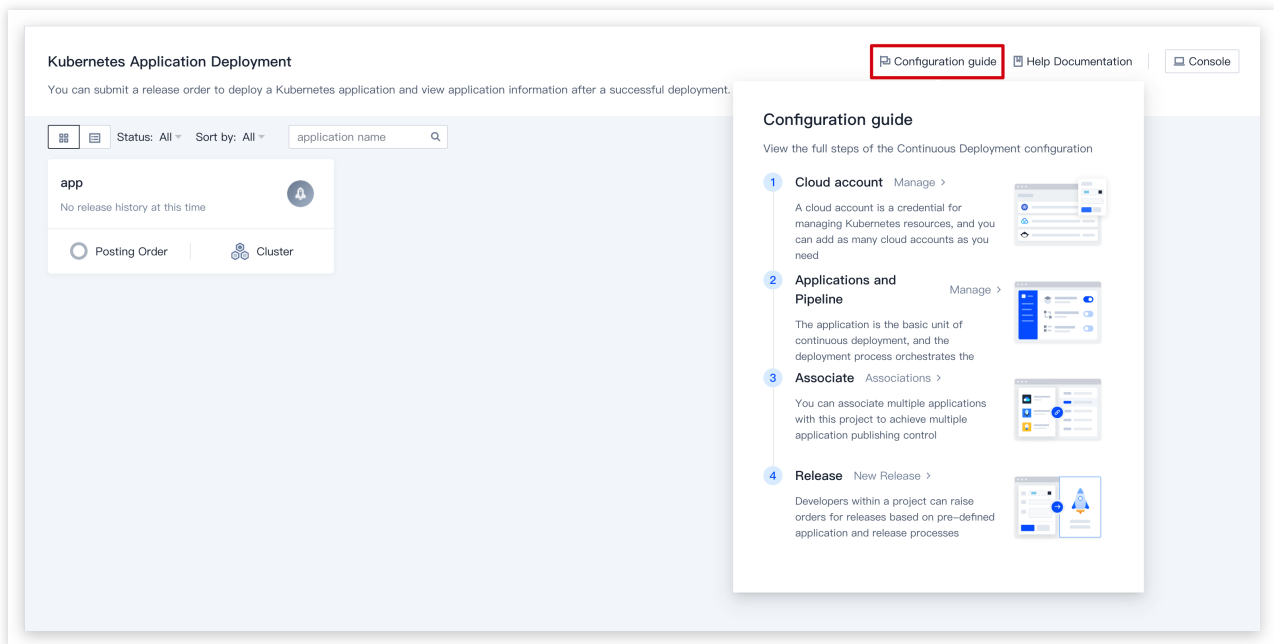 Kubernetes Application Deployment
Configuration guide
Help Documentation
Console
You can submit a release order to deploy a Kubernetes application and view application information after a successful deployment.
Status: All
Sort by: All
application name
app
No release history at this time
Posting Order
Cluster
Configuration guide
View the full steps of the Continuous Deployment configuration
1 Cloud account Manage >
A cloud account is a credential for
managing Kubernetes resources, and you
can add as many cloud accounts as you
need
2 Applications and
Pipeline
Manage >
The application is the basic unit of
continuous deployment, and the
deployment process orchestrates the
3 Associate Associations >
You can associate multiple applications
with this project to achieve multiple
application publishing control
4 Release New Release >
Developers within a project can raise
orders for releases based on pre-defined
application and release processes